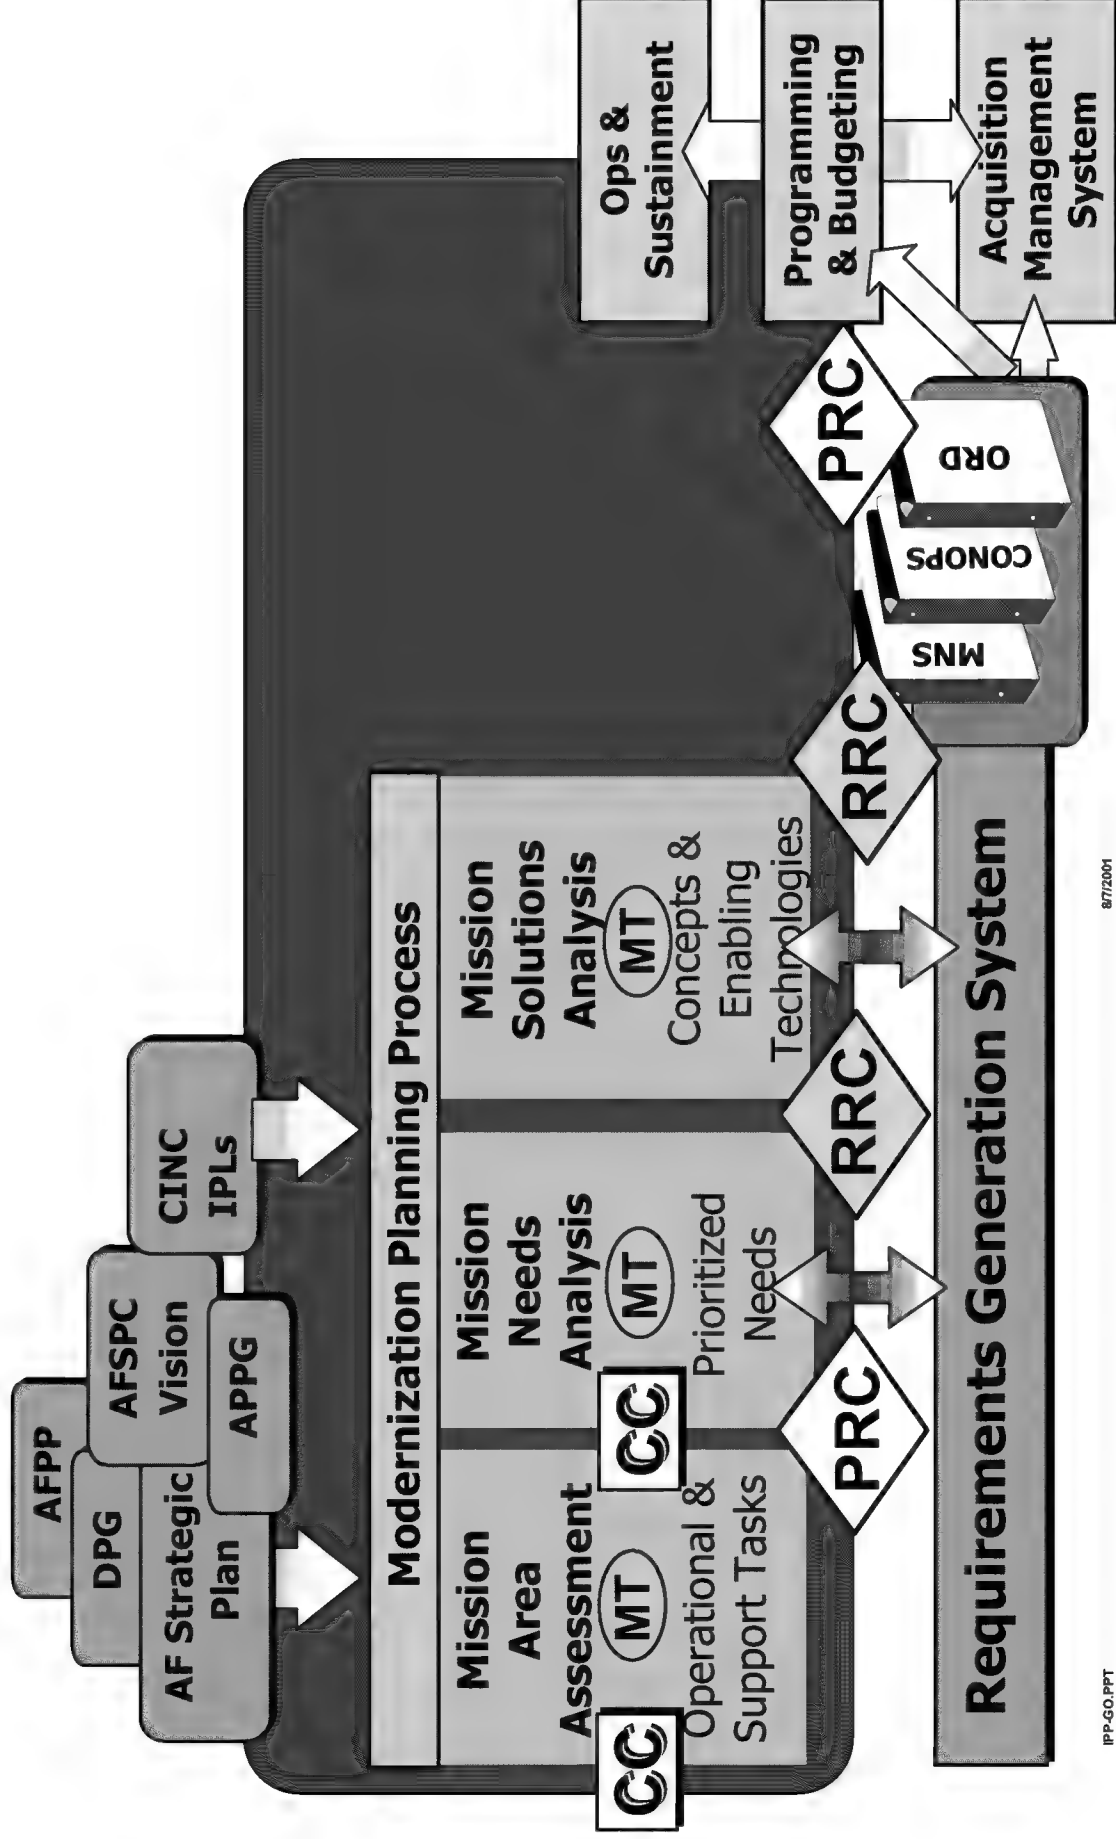 AFPP
DPG
AF Strategic
Plan
AFSPC
Vision
APPG
CINC
IPLs
Modernization Planning Process
Mission
Area
Assessment
MT
Operational &
Support Tasks
CC
Mission
Needs
Analysis
MT
Prioritized
Needs
CC
Mission
Solutions
Analysis
MT
Concepts &
Enabling
Technologies
PRC
RRC
RRC
PRC
Requirements Generation System
MNS
CONOPS
ORD
Ops &
Sustainment
Programming
& Budgeting
Acquisition
Management
System
IPP-GO.PPT
8/7/2001